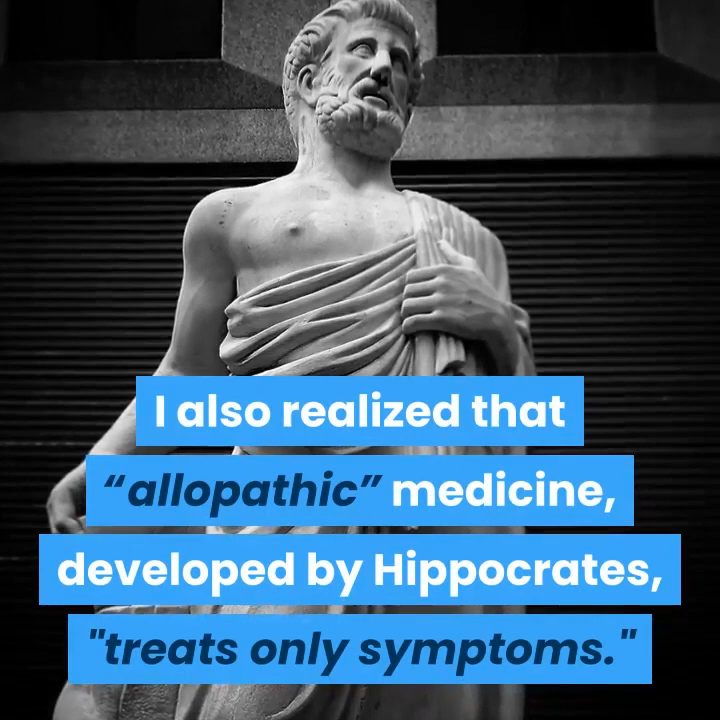 I also realized that
“allopathic” medicine,
developed by Hippocrates,
"treats only symptoms."